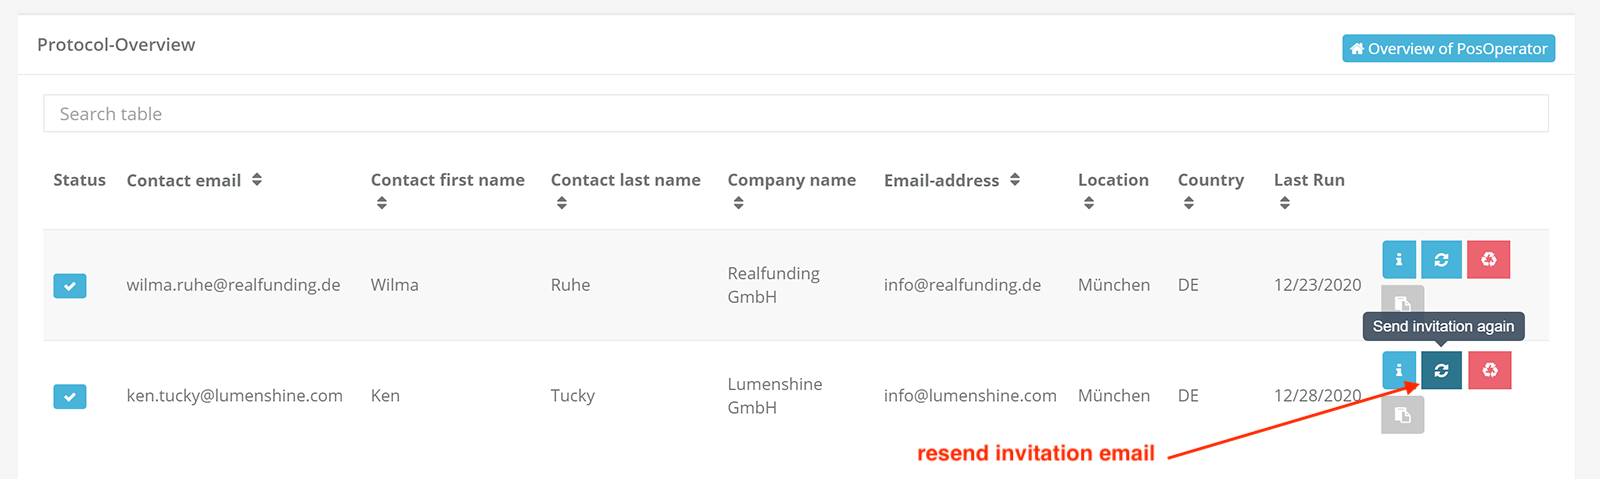 Protocol-Overview
Overview of PosOperator
Search table
Status Contact email Contact first name Contact last name Company name Email-address Location Country Last Run
wilma.ruhe@realfunding.de Wilma Ruhe Realfunding GmbH info@realfunding.de München DE 12/23/2020
Send invitation again
ken.tucky@lumenshine.com Ken Tucky Lumenshine GmbH info@lumenshine.com München DE 12/28/2020
resend invitation email